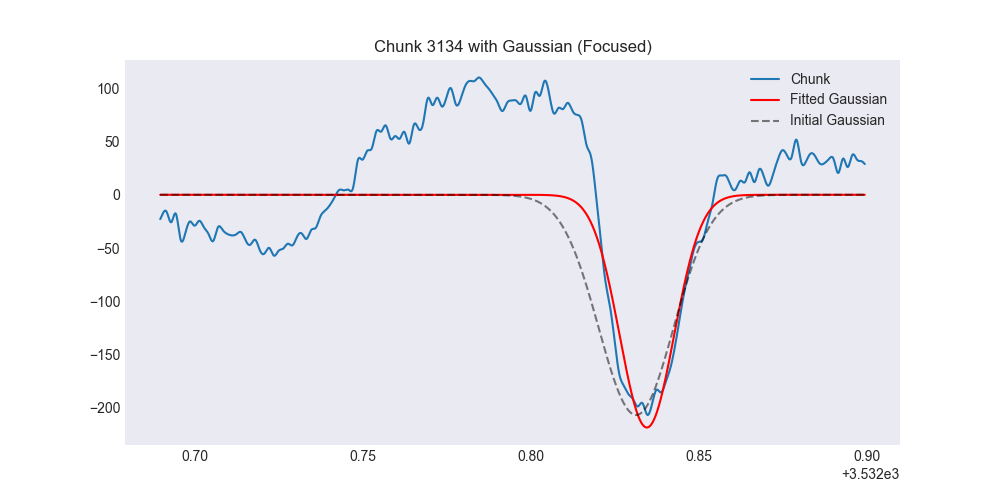 Chunk 3134 with Gaussian (Focused)
Chunk
Fitted Gaussian
Initial Gaussian
100
50
0
−50
−100
−150
−200
0.70 0.75 0.80 0.85 0.90
+3.532e3